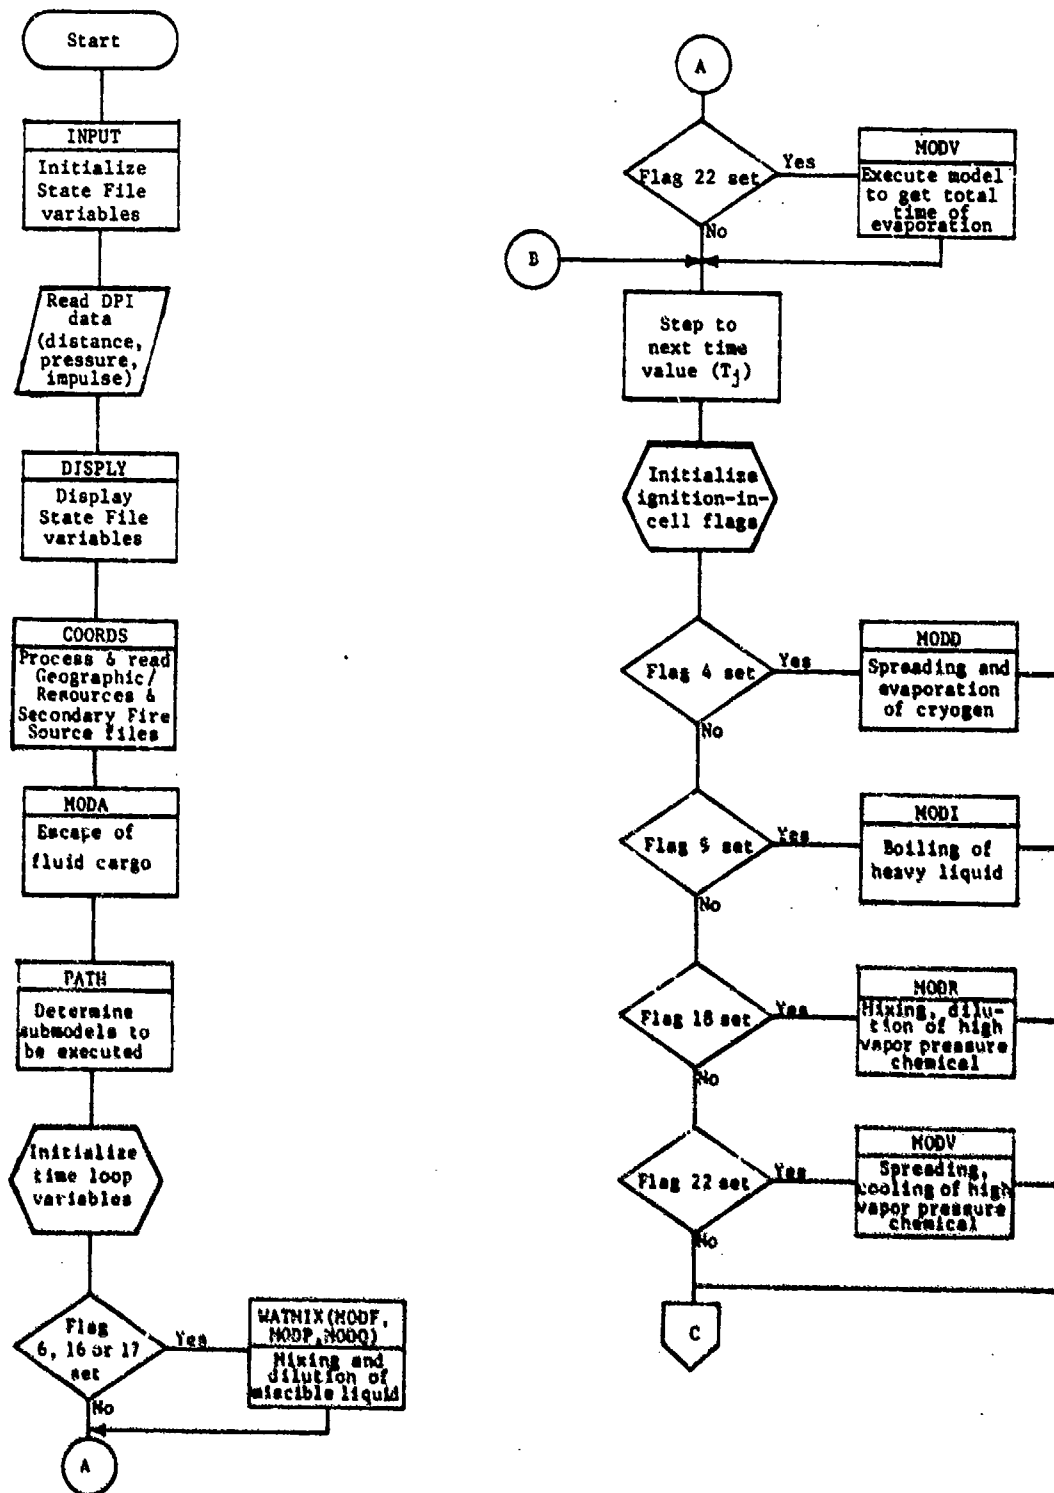 Start
INPUT
Initialize
State File
variables
Read DPI
data
(distance,
pressure,
impulse)
DISPLY
Display
State File
variables
COORDS
Process & read
Geographic/
Resources &
Secondary Fire
Source files
MODA
Escape of
fluid cargo
PATH
Determine
submodels to
be executed
Initialize
time loop
variables
Flag
6, 16 or 17
set
Yes
No
WATMIX(MODF,
MODP,MODQ)
Mixing and
dilution of
miscible liquid
A
A
Flag 22 set
Yes
No
MODV
Execute model
to get total
time of
evaporation
B
Step to
next time
value (Tj)
Initialize
ignition-in-
cell flags
Flag 4 set
Yes
No
MODD
Spreading and
evaporation
of cryogen
Flag 9 set
Yes
No
MODI
Boiling of
heavy liquid
Flag 18 set
Yes
No
MODR
Mixing, dilu-
tion of high
vapor pressure
chemical
Flag 22 set
Yes
No
MODV
Spreading,
cooling of high
vapor pressure
chemical
C